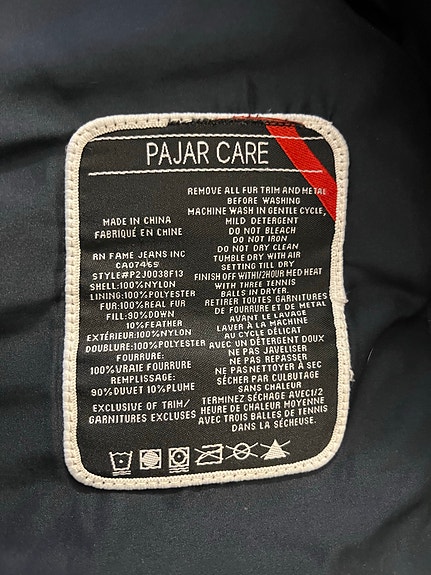 PAJAR CARE
MADE IN CHINA
FABRIQUÉ EN CHINE
RN FAME JEANS INC
CA07469
STYLE#P2J0038F13
SHELL:100%NYLON
LINING:100%POLYESTER
FUR:100%REAL FUR
FILL:90%DOWN
10%FEATHER
EXTÉRIEUR:100%NYLON
DOUBLURE:100%POLYESTER
FOURRURE:
100%VRAIE FOURRURE
REMPLISSAGE:
90%DUVET 10%PLUME
EXCLUSIVE OF TRIM/
GARNITURES EXCLUSES
REMOVE ALL FUR TRIM AND METAL
BEFORE WASHING
MACHINE WASH IN GENTLE CYCLE,
MILD DETERGENT
DO NOT BLEACH
DO NOT IRON
DO NOT DRY CLEAN
TUMBLE DRY WITH AIR
SETTING TILL DRY
FINISH OFF WITH1/2HOUR MED HEAT
WITH THREE TENNIS
BALLS IN DRYER.
RETIRER TOUTES GARNITURES
DE FOURRURE ET DE METAL
AVANT LE LAVAGE
LAVER À LA MACHINE
AU CYCLE DÉLICAT
AVEC UN DÉTERGENT DOUX
NE PAS JAVELISER
NE PAS REPASSER
NE PAS NETTOYER À SEC
SÉCHER PAR CULBUTAGE
SANS CHALEUR
TERMINEZ SÉCHAGE AVEC1/2
HEURE DE CHALEUR MOYENNE
AVEC TROIS BALLES DE TENNIS
DANS LA SÉCHEUSE.